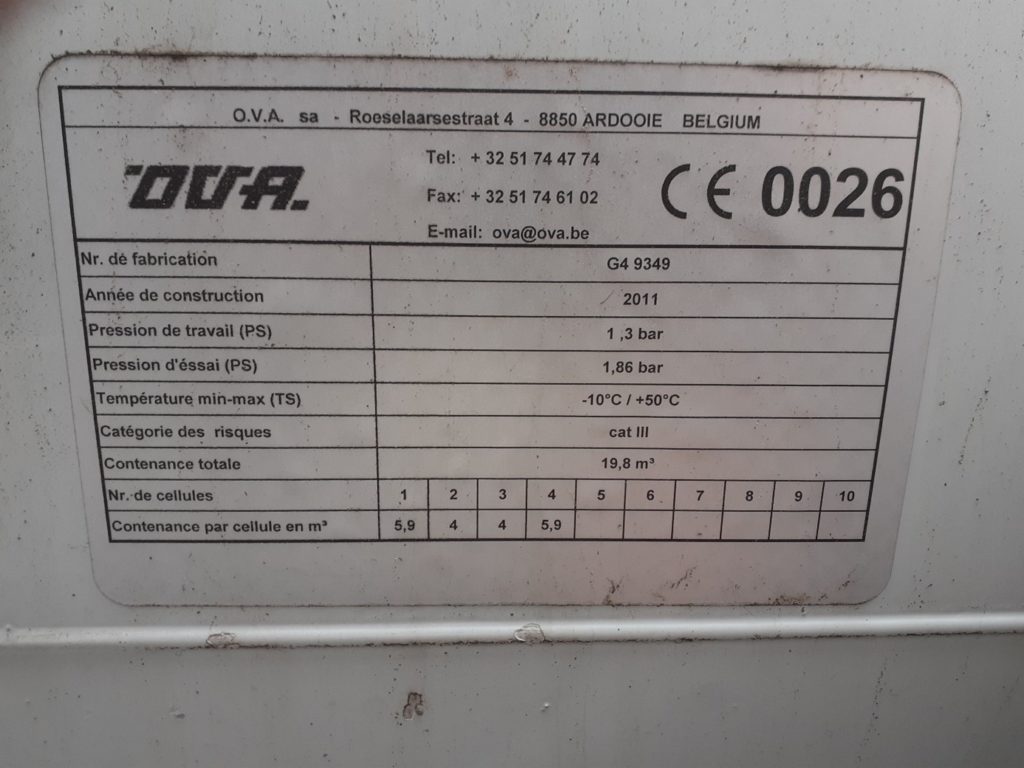 O.V.A. sa - Roeselaarsestraat 4 - 8850 ARDOOIE BELGIUM
OVA.
Tel: + 32 51 74 47 74
Fax: + 32 51 74 61 02
E-mail: ova@ova.be
CE 0026
Nr. de fabrication G4 9349
Année de construction 2011
Pression de travail (PS) 1 ,3 bar
Pression d'éssai (PS) 1,86 bar
Température min-max (TS) -10°C / +50°C
Catégorie des risques cat III
Contenance totale 19,8 m³
Nr. de cellules 1 2 3 4 5 6 7 8 9 10
Contenance par cellule en m³ 5,9 4 4 5,9